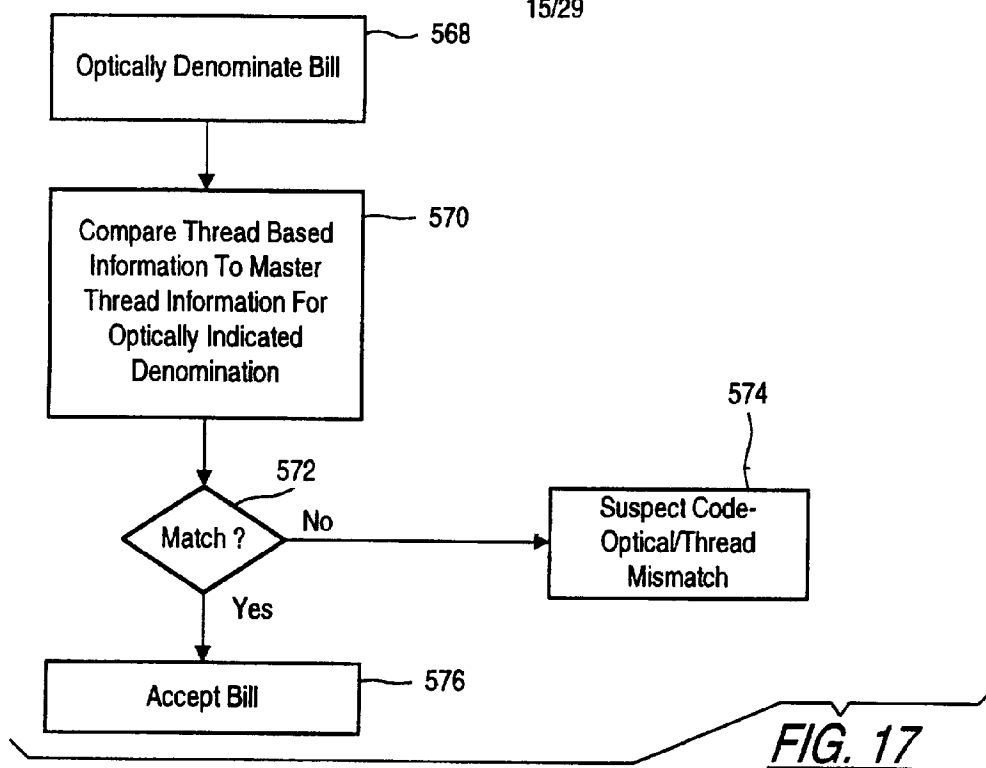 15/29
568
Optically Denominate Bill
570
Compare Thread Based
Information To Master
Thread Information For
Optically Indicated
Denomination
572
Match ?
No
574
Suspect Code-
Optical/Thread
Mismatch
Yes
576
Accept Bill
FIG. 17